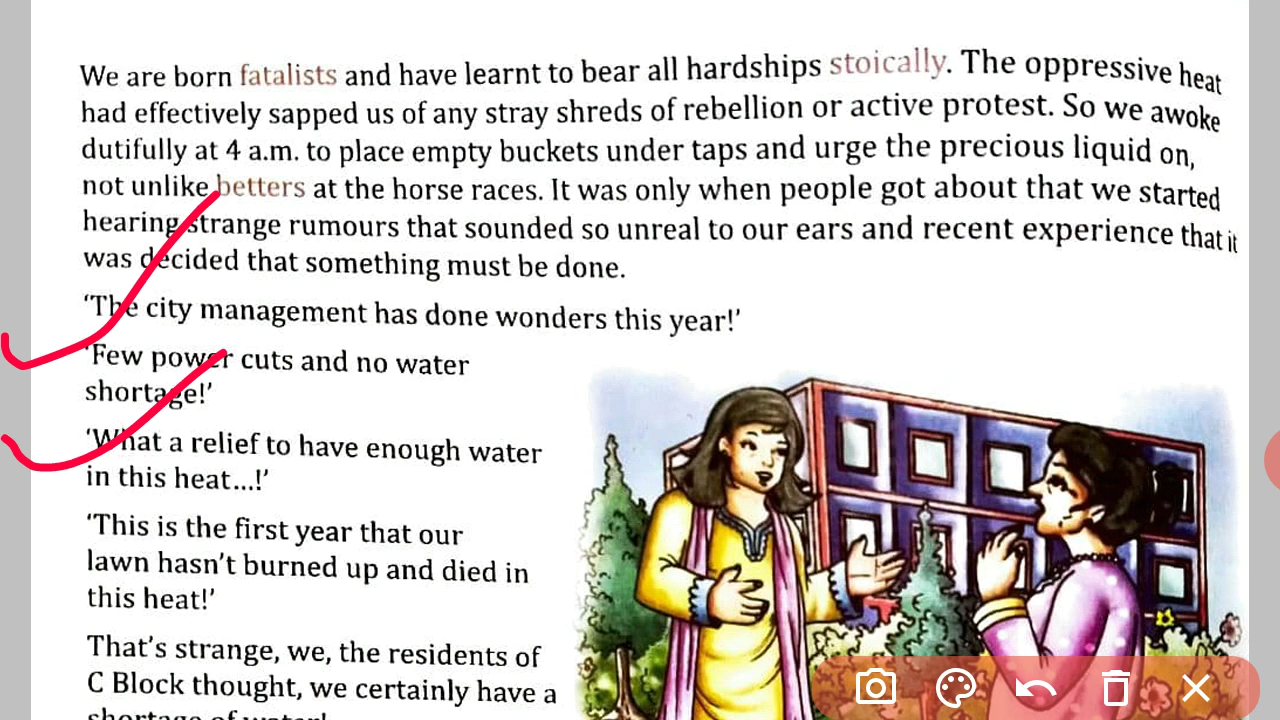 We are born fatalists and have learnt to bear all hardships stoically. The oppressive heat
had effectively sapped us of any stray shreds of rebellion or active protest. So we awoke
dutifully at 4 a.m. to place empty buckets under taps and urge the precious liquid on,
not unlike betters at the horse races. It was only when people got about that we started
hearing strange rumours that sounded so unreal to our ears and recent experience that it
was decided that something must be done.
‘The city management has done wonders this year!’
‘Few power cuts and no water
shortage!’
‘What a relief to have enough water
in this heat...!’
‘This is the first year that our
lawn hasn’t burned up and died in
this heat!’
That’s strange, we, the residents of
C Block thought, we certainly have a
shortage of water!